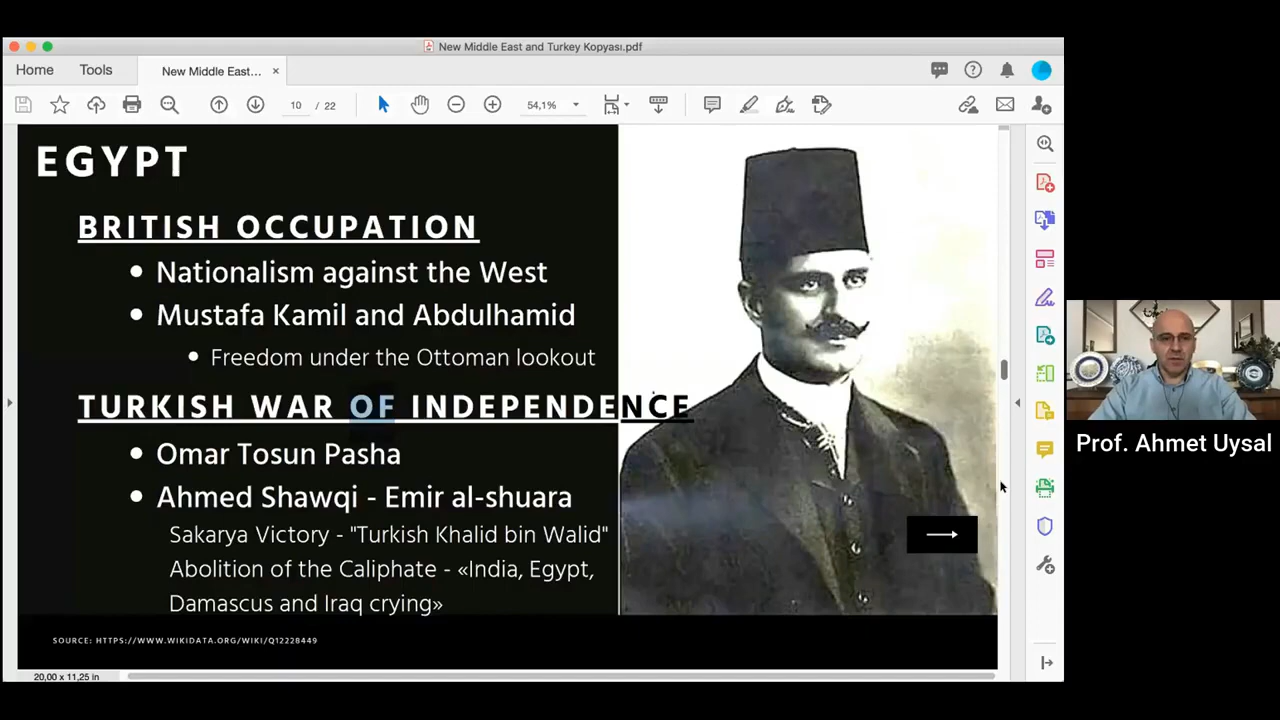 New Middle East and Turkey Kopyası.pdf
Home
Tools
New Middle East... ×
10 / 22
54,1%
EGYPT
BRITISH OCCUPATION
• Nationalism against the West
• Mustafa Kamil and Abdulhamid
• Freedom under the Ottoman lookout
TURKISH WAR OF INDEPENDENCE
• Omar Tosun Pasha
• Ahmed Shawqi - Emir al-shuara
Sakarya Victory - "Turkish Khalid bin Walid"
Abolition of the Caliphate - «India, Egypt,
Damascus and Iraq crying»
SOURCE: HTTPS://WWW.WIKIDATA.ORG/WIKI/Q12228449
20,00 x 11,25 in
Prof. Ahmet Uysal